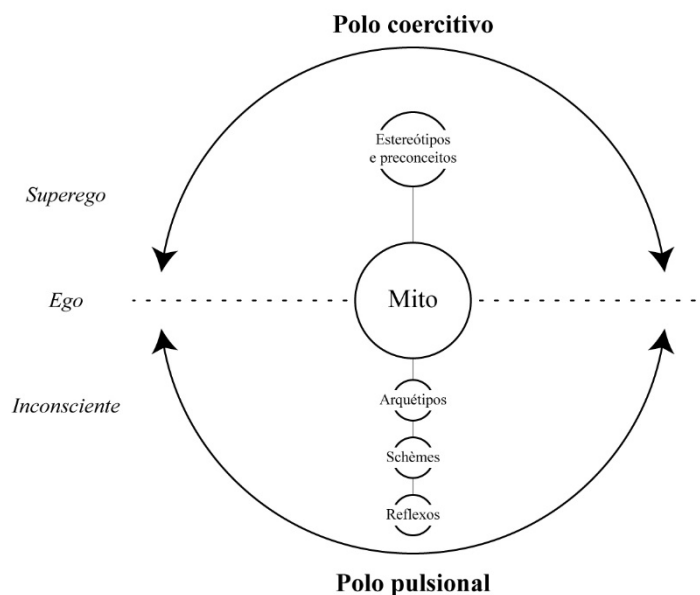 Polo coercitivo
Estereótipos
e preconceitos
Superego
Ego
Mito
Inconsciente
Arquétipos
Schèmes
Reflexos
Polo pulsional